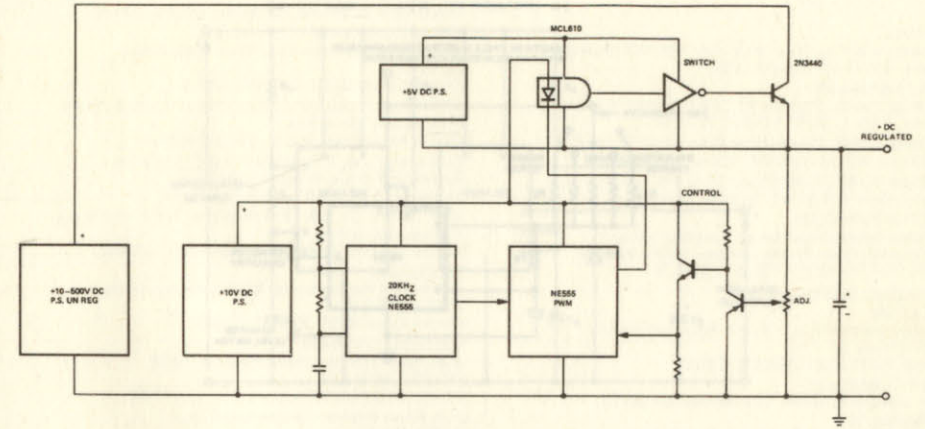 MCL610
SWITCH
2N3440
+
+5V DC P.S.
+ DC
REGULATED
CONTROL
+
+
+10-500V DC
P.S. UN REG
+10V DC
P.S.
20KHZ
CLOCK
NE555
NE555
PWM
ADJ.
+
-